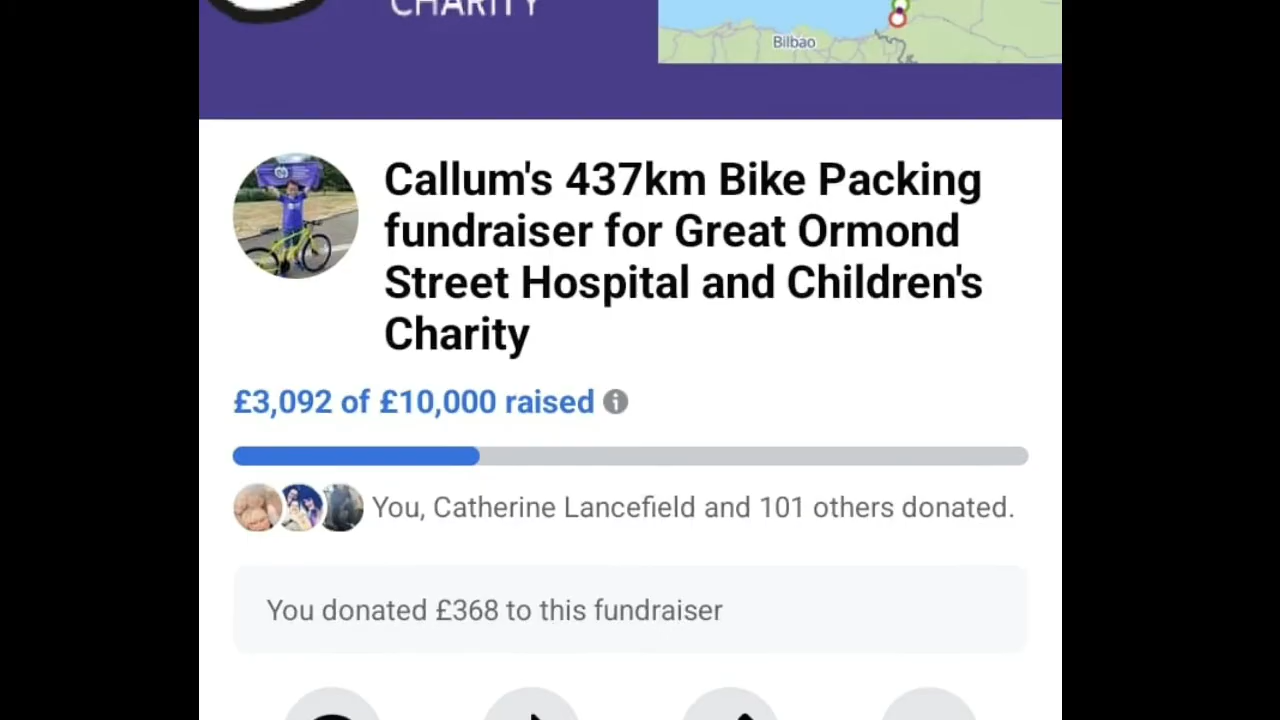 CHARITY
Bilbao
Callum's 437km Bike Packing
fundraiser for Great Ormond
Street Hospital and Children's
Charity
£3,092 of £10,000 raised
You, Catherine Lancefield and 101 others donated.
You donated £368 to this fundraiser